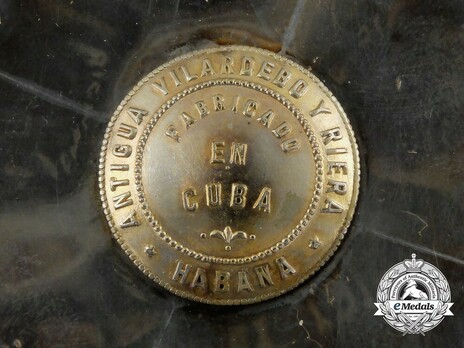 ANTIGUA VILARDEBO Y RIERA
★ HABANA ★
FABRICADO
EN
CUBA
eMedals